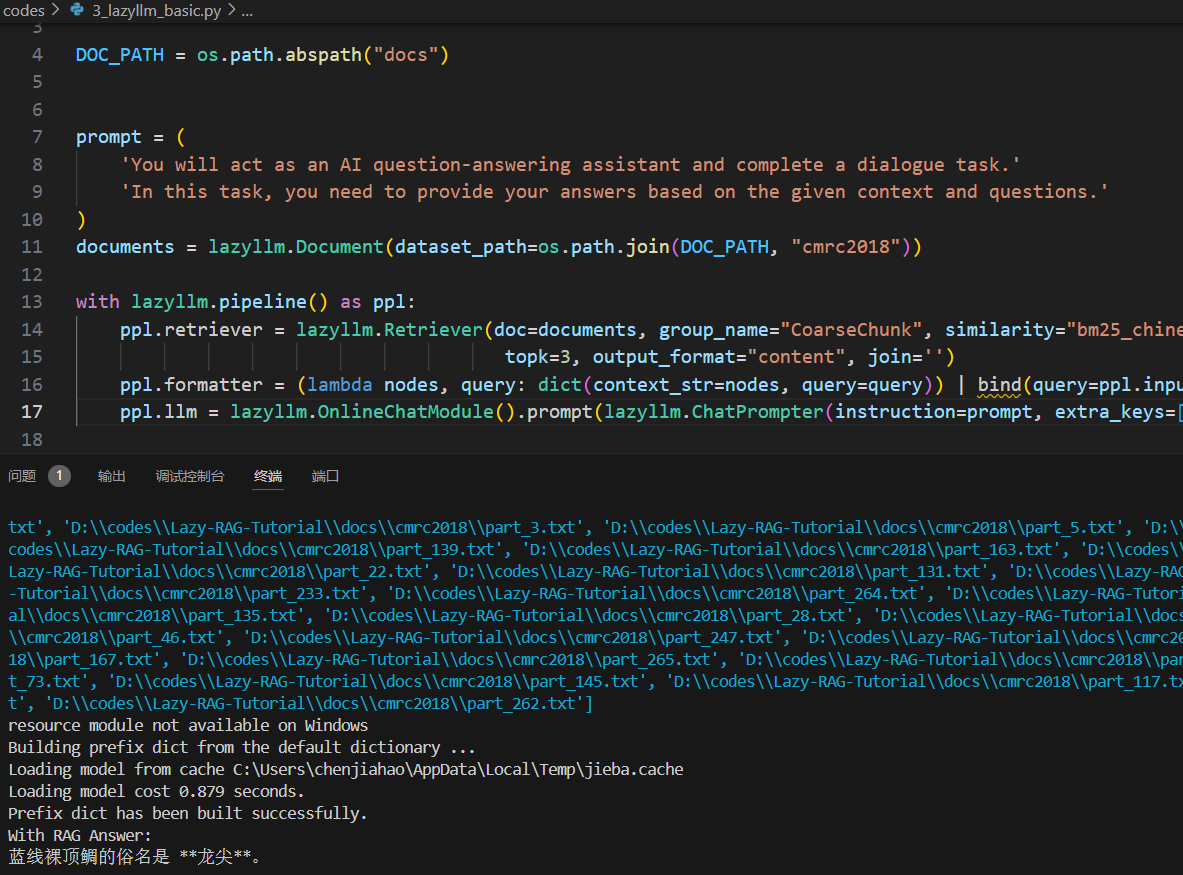 codes > 3_lazyllm_basic.py > ...
3
4 DOC_PATH = os.path.abspath("docs")
5
6
7 prompt = (
8 'You will act as an AI question-answering assistant and complete a dialogue task.'
9 'In this task, you need to provide your answers based on the given context and questions.'
10 )
11 documents = lazyllm.Document(dataset_path=os.path.join(DOC_PATH, "cmrc2018"))
12
13 with lazyllm.pipeline() as ppl:
14 ppl.retriever = lazyllm.Retriever(doc=documents, group_name="CoarseChunk", similarity="bm25_chine
15 topk=3, output_format="content", join='')
16 ppl.formatter = (lambda nodes, query: dict(context_str=nodes, query=query)) | bind(query=ppl.inpu
17 ppl.llm = lazyllm.OnlineChatModule().prompt(lazyllm.ChatPrompter(instruction=prompt, extra_keys=[
18
问题 1 输出 调试控制台 终端 端口
txt', 'D:\\codes\\Lazy-RAG-Tutorial\\docs\\cmrc2018\\part_3.txt', 'D:\\codes\\Lazy-RAG-Tutorial\\docs\\cmrc2018\\part_5.txt', 'D:\\
codes\\Lazy-RAG-Tutorial\\docs\\cmrc2018\\part_139.txt', 'D:\\codes\\Lazy-RAG-Tutorial\\docs\\cmrc2018\\part_163.txt', 'D:\\codes\\
Lazy-RAG-Tutorial\\docs\\cmrc2018\\part_22.txt', 'D:\\codes\\Lazy-RAG-Tutorial\\docs\\cmrc2018\\part_131.txt', 'D:\\codes\\Lazy-RAG
-Tutorial\\docs\\cmrc2018\\part_233.txt', 'D:\\codes\\Lazy-RAG-Tutorial\\docs\\cmrc2018\\part_264.txt', 'D:\\codes\\Lazy-RAG-Tutori
al\\docs\\cmrc2018\\part_135.txt', 'D:\\codes\\Lazy-RAG-Tutorial\\docs\\cmrc2018\\part_28.txt', 'D:\\codes\\Lazy-RAG-Tutorial\\docs
\\cmrc2018\\part_46.txt', 'D:\\codes\\Lazy-RAG-Tutorial\\docs\\cmrc2018\\part_247.txt', 'D:\\codes\\Lazy-RAG-Tutorial\\docs\\cmrc20
18\\part_167.txt', 'D:\\codes\\Lazy-RAG-Tutorial\\docs\\cmrc2018\\part_265.txt', 'D:\\codes\\Lazy-RAG-Tutorial\\docs\\cmrc2018\\par
t_73.txt', 'D:\\codes\\Lazy-RAG-Tutorial\\docs\\cmrc2018\\part_145.txt', 'D:\\codes\\Lazy-RAG-Tutorial\\docs\\cmrc2018\\part_117.tx
t', 'D:\\codes\\Lazy-RAG-Tutorial\\docs\\cmrc2018\\part_262.txt']
resource module not available on Windows
Building prefix dict from the default dictionary ...
Loading model from cache C:\Users\chenjiahao\AppData\Local\Temp\jieba.cache
Loading model cost 0.879 seconds.
Prefix dict has been built successfully.
With RAG Answer:
蓝线裸顶鲷的俗名是 **龙尖**。